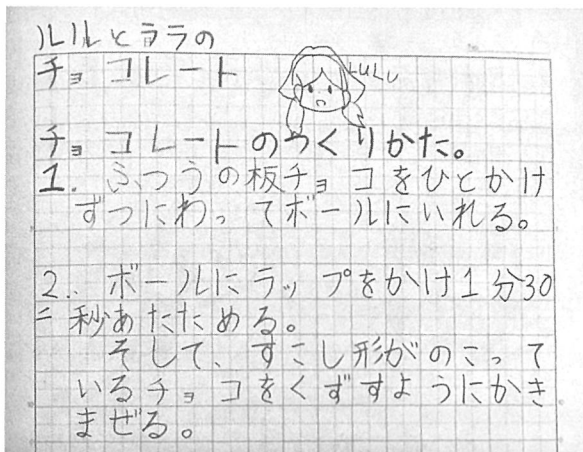 ルルとララの
チョコレート
LULU
チョコレートのつくりかた。
1. ふつうの板チョコをひとかけ
ずつにわってボールにいれる。
2. ボールにラップをかけ1分30
秒あたためる。
そして、すこし形がのこって
いるチョコをくずすようにかき
まぜる。